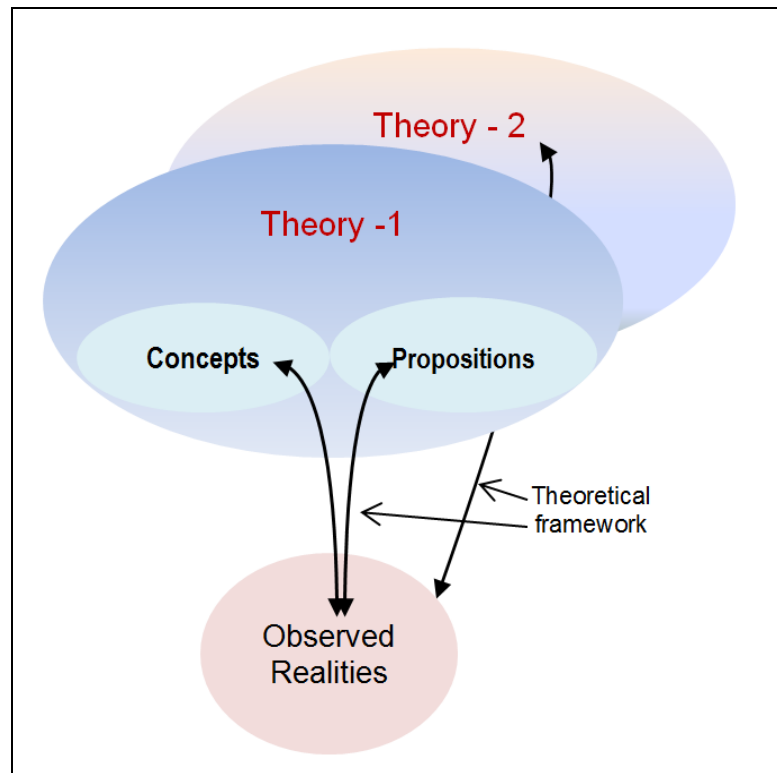 Theory - 2
Theory -1
Concepts
Propositions
Theoretical
framework
Observed
Realities